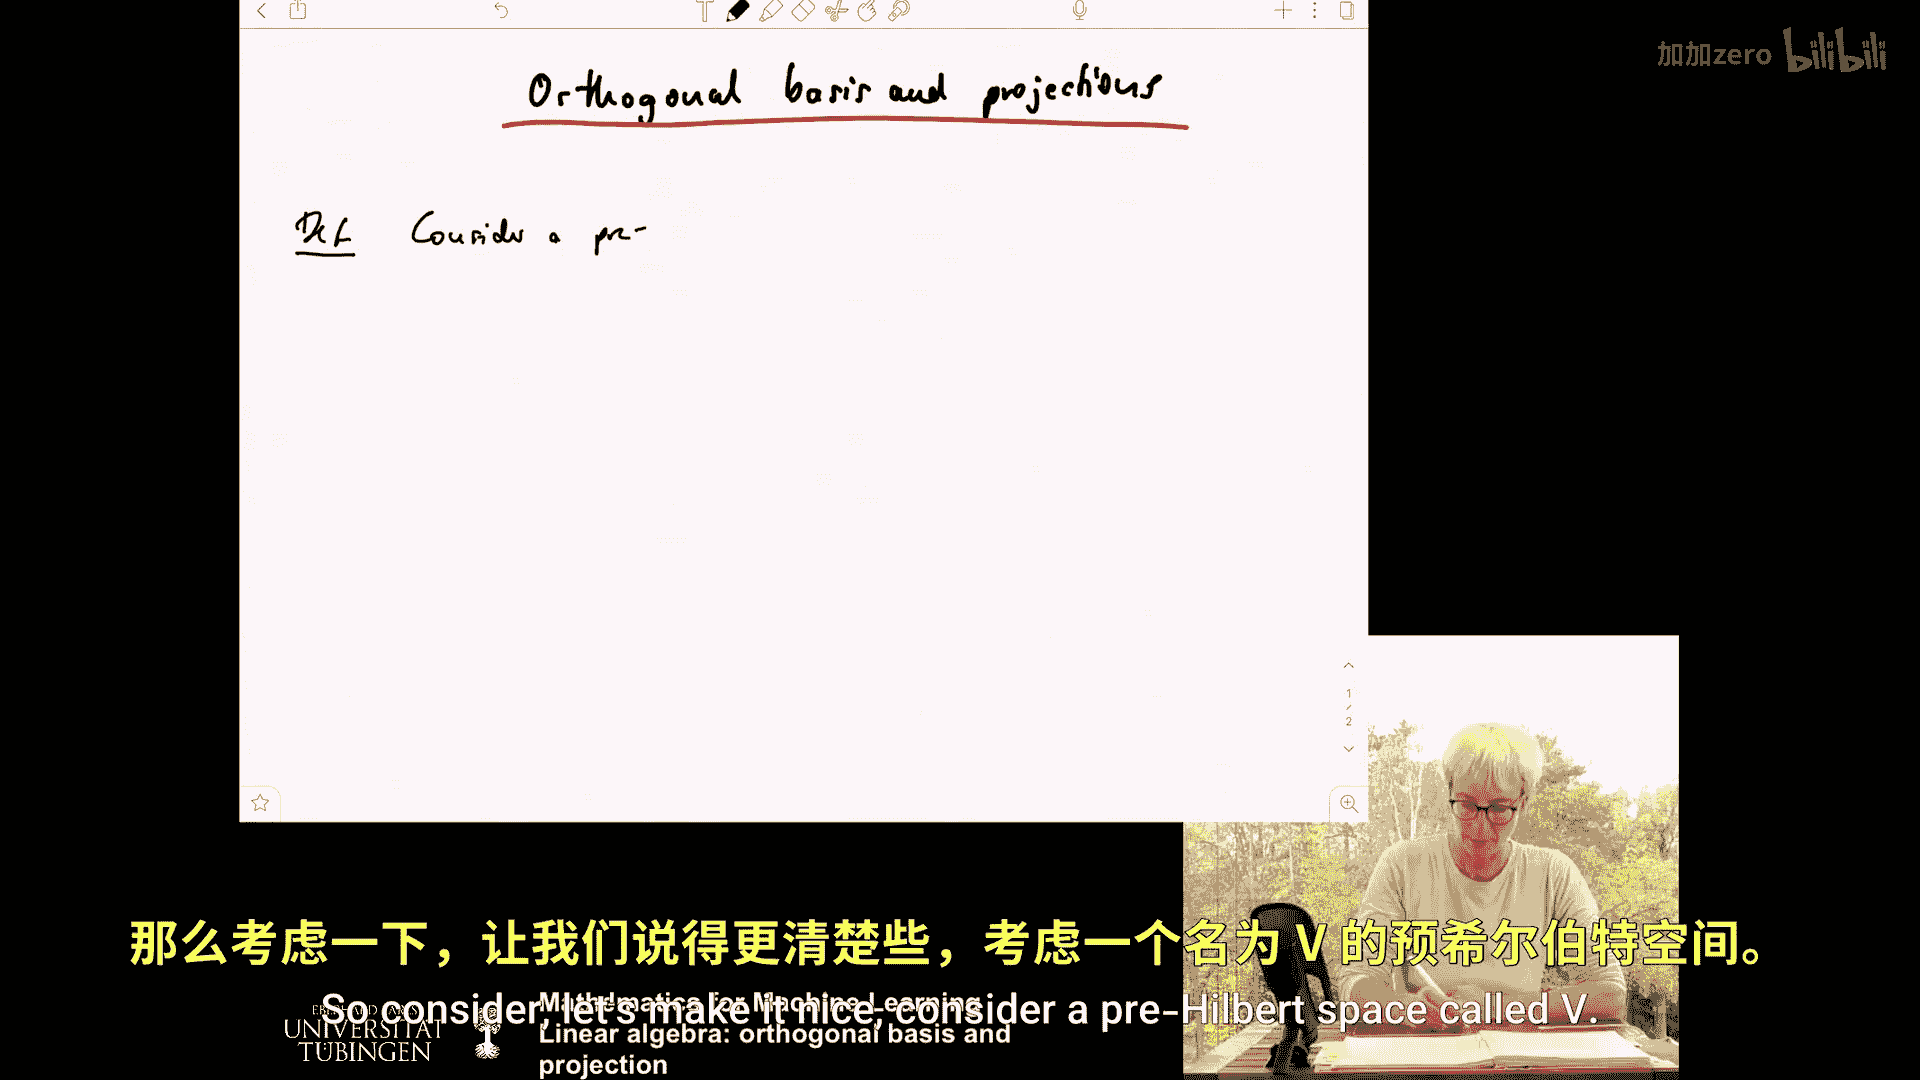 加加zero bilibili
Orthogonal basis and projections
Def Consider a pre-
1
2
那么考虑一下，让我们说得更清楚些，考虑一个名为 V 的预希尔伯特空间。
So consider, let's make it nice, consider a pre-Hilbert space called V.
UNIVERSITÄT
TÜBINGEN
Mathematics for Machine Learning
Linear algebra: orthogonal basis and
projection